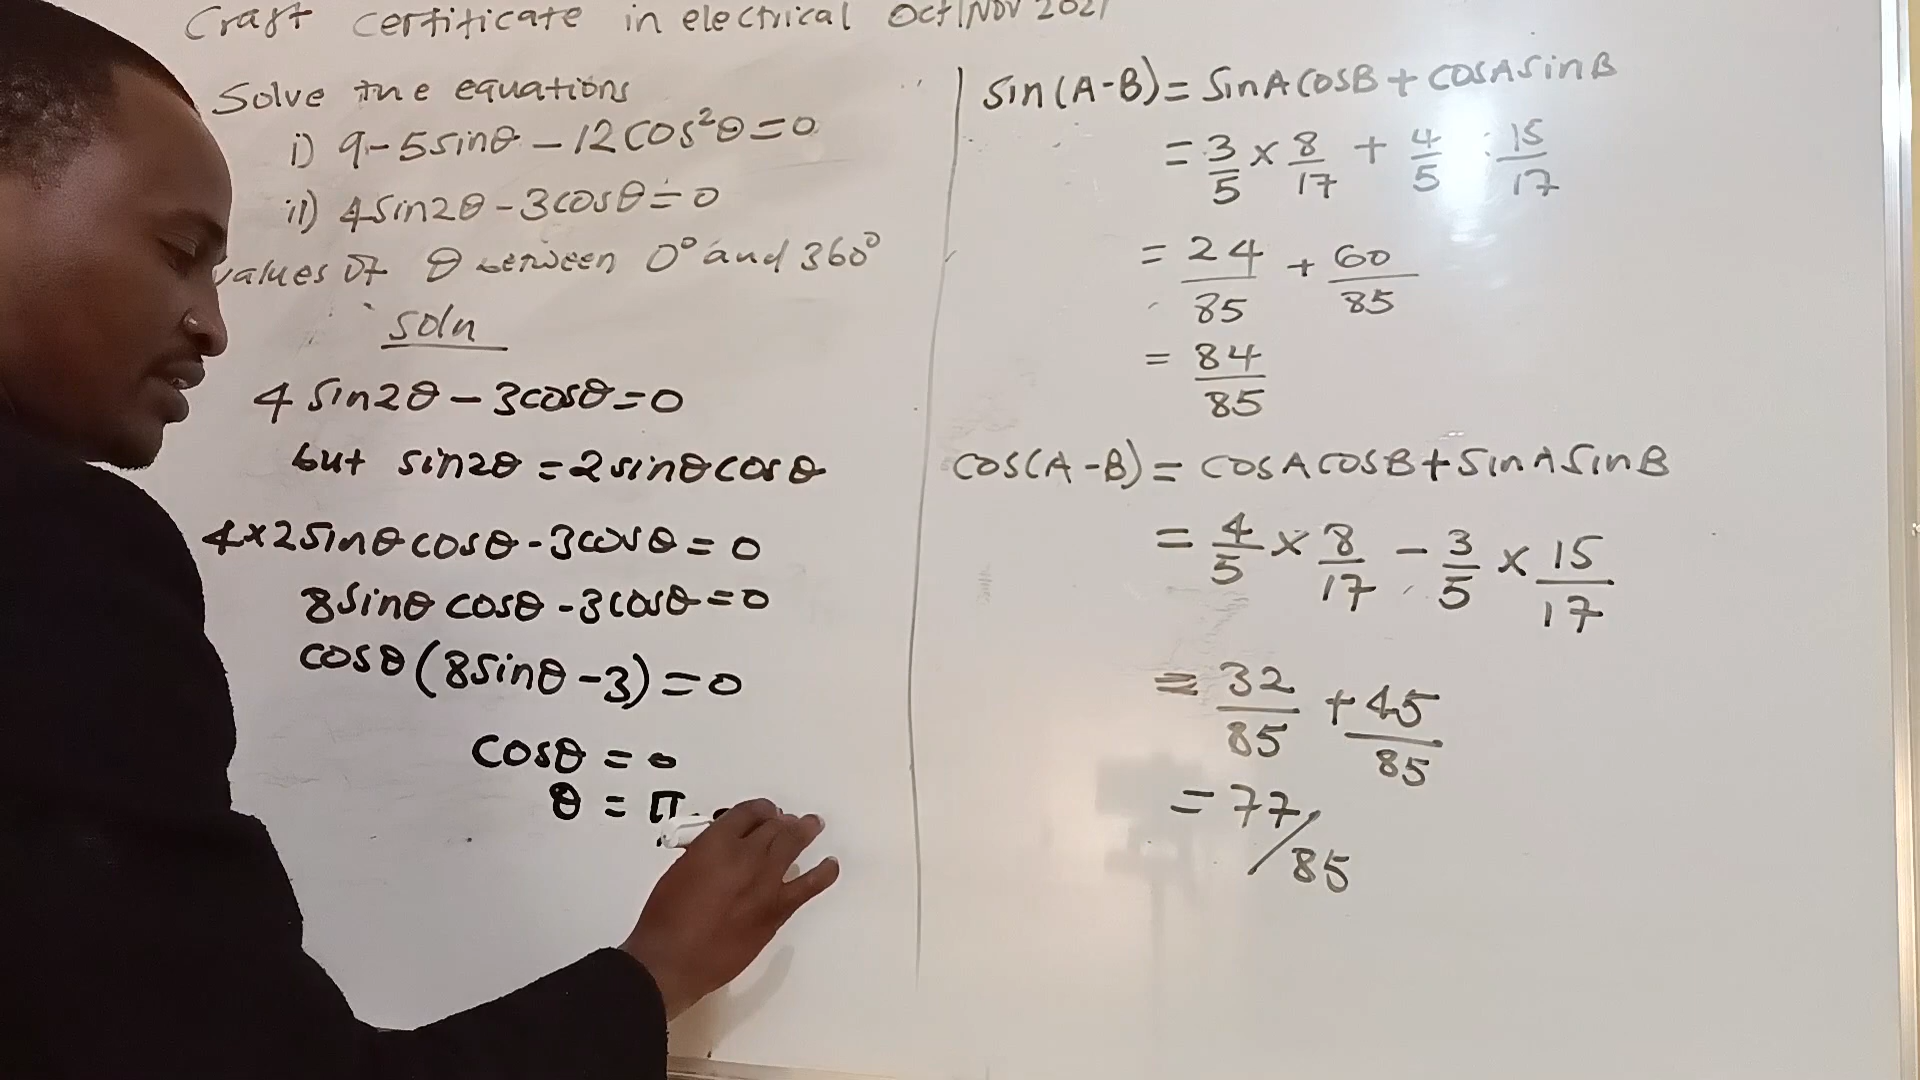 Craft certificate in electrical Oct/Nov 2021
Solve the equations
i) 9-5sinθ-12cos²θ=0
ii) 4sin2θ-3cosθ=0
values of θ between 0° and 360°
soln
4 sin2θ-3cosθ=0
but sin2θ=2sinθcosθ
4×2sinθcosθ-3cosθ=0
8sinθcosθ-3cosθ=0
cosθ(8sinθ-3)=0
cosθ=0
θ=π
sin(A-B)=sinAcosB+cosAsinB
=3/5×8/17+4/5 15/17
=24/85+60/85
=84/85
cos(A-B)=cosAcosB+sinAsinB
=4/5×8/17-3/5×15/17
=32/85+45/85
=77/85